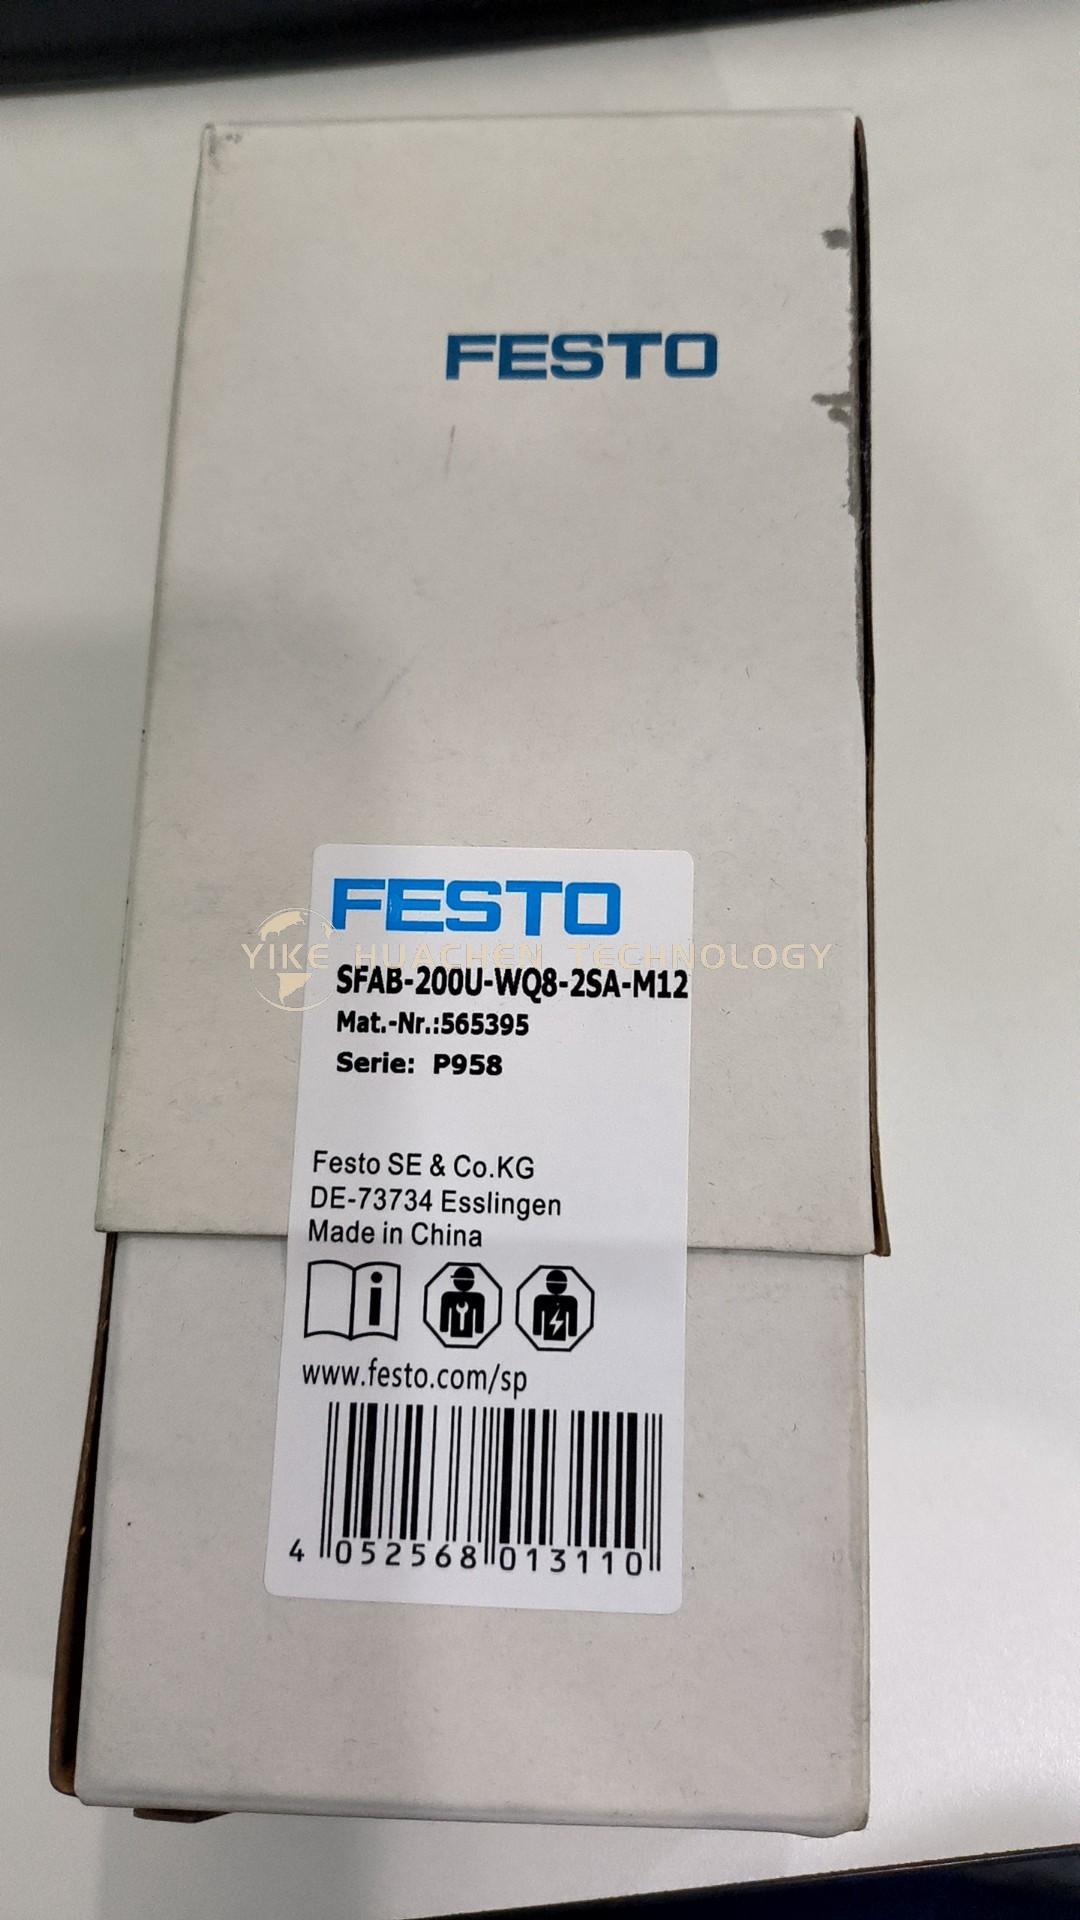 FESTO
FESTO
YIKE HUACHEN TECHNOLOGY
SFAB-200U-WQ8-2SA-M12
Mat.-Nr.:565395
Serie: P958
Festo SE & Co.KG
DE-73734 Esslingen
Made in China
www.festo.com/sp
4 052568 013110